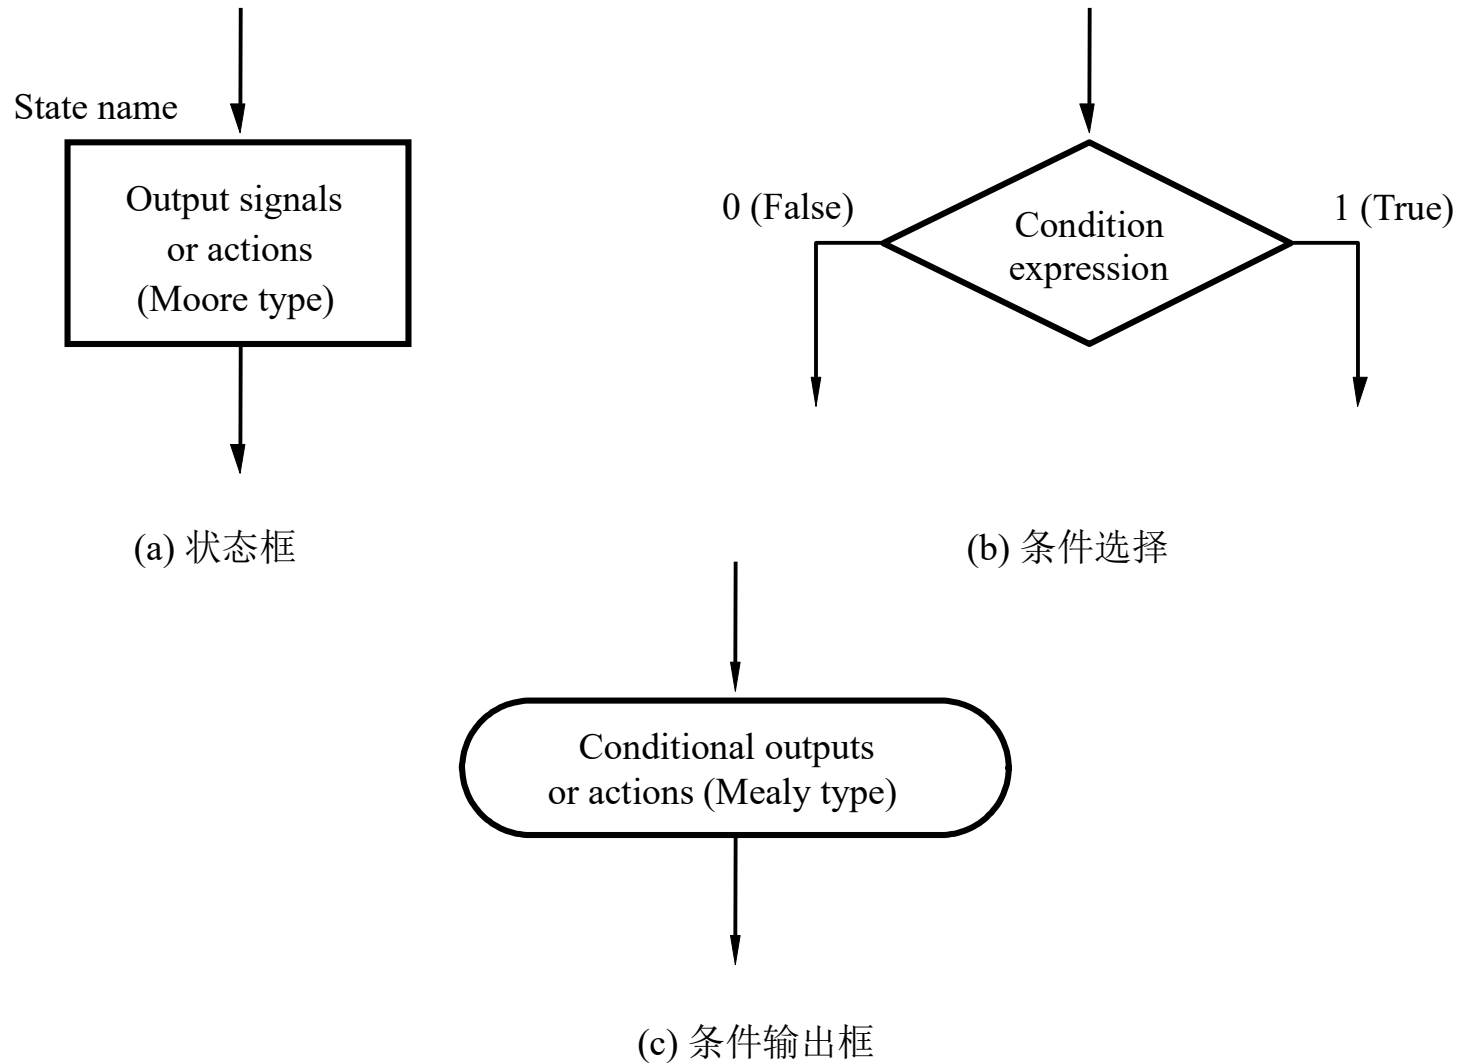 State name
Output signals
or actions
(Moore type)
(a) 状态框
0 (False)
1 (True)
Condition
expression
(b) 条件选择
Conditional outputs
or actions (Mealy type)
(c) 条件输出框